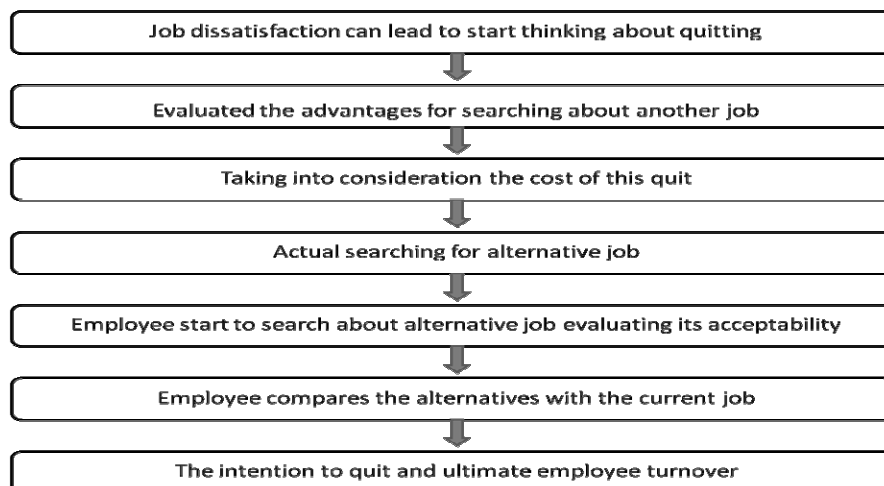 Job dissatisfaction can lead to start thinking about quitting
Evaluated the advantages for searching about another job
Taking into consideration the cost of this quit
Actual searching for alternative job
Employee start to search about alternative job evaluating its acceptability
Employee compares the alternatives with the current job
The intention to quit and ultimate employee turnover